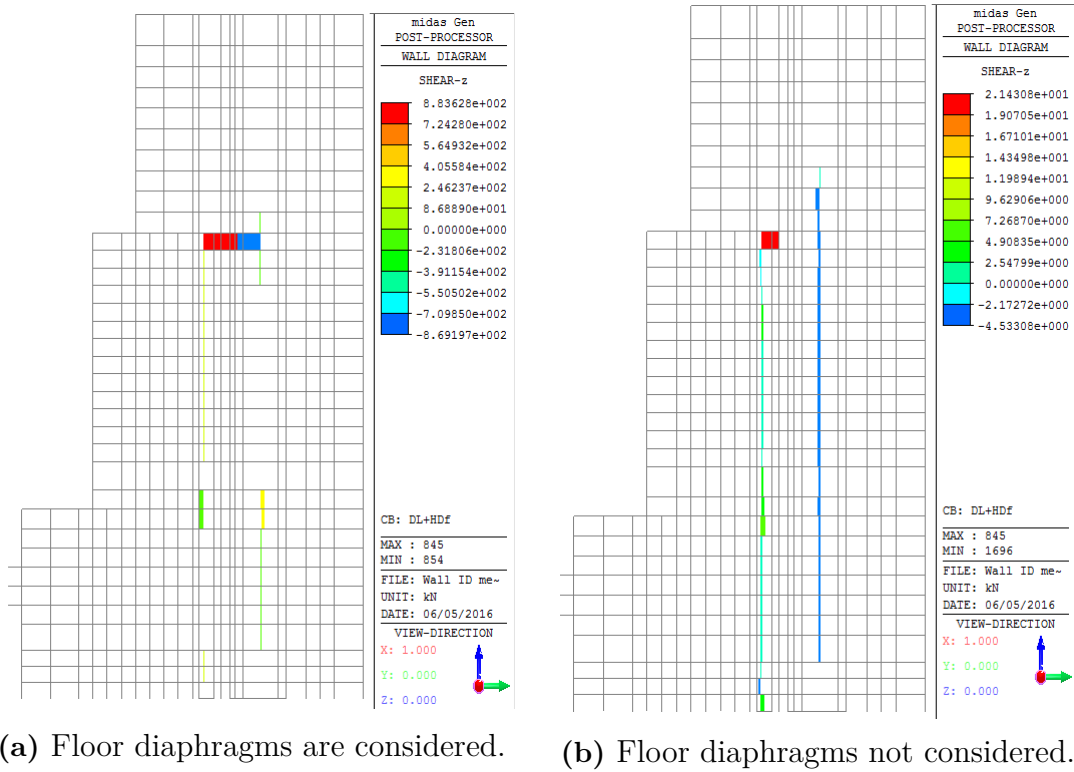 midas Gen
POST-PROCESSOR
WALL DIAGRAM
SHEAR-z
8.83628e+002
7.24280e+002
5.64932e+002
4.05584e+002
2.46237e+002
8.68890e+001
0.00000e+000
-2.31806e+002
-3.91154e+002
-5.50502e+002
-7.09850e+002
-8.69197e+002
CB: DL+HDf
MAX : 845
MIN : 854
FILE: Wall ID me~
UNIT: kN
DATE: 06/05/2016
VIEW-DIRECTION
X: 1.000
Y: 0.000
Z: 0.000
(a) Floor diaphragms are considered.
midas Gen
POST-PROCESSOR
WALL DIAGRAM
SHEAR-z
2.14308e+001
1.90705e+001
1.67101e+001
1.43498e+001
1.19894e+001
9.62906e+000
7.26870e+000
4.90835e+000
2.54799e+000
0.00000e+000
-2.17272e+000
-4.53308e+000
CB: DL+HDf
MAX : 845
MIN : 1696
FILE: Wall ID me~
UNIT: kN
DATE: 06/05/2016
VIEW-DIRECTION
X: 1.000
Y: 0.000
Z: 0.000
(b) Floor diaphragms not considered.